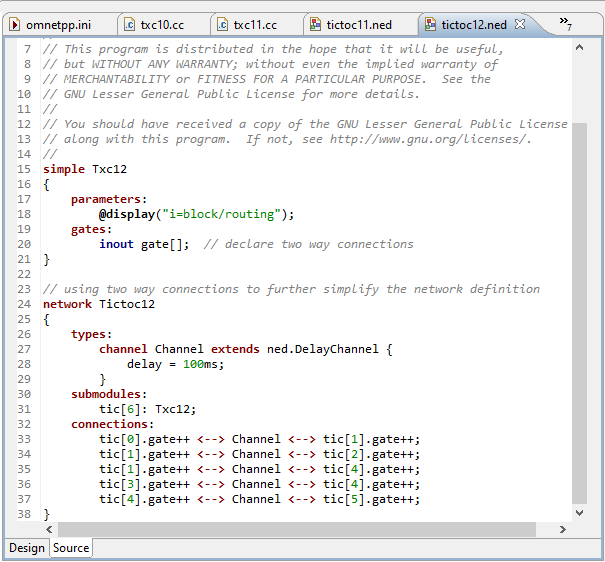 omnetpp.ini txc10.cc txc11.cc tictoc11.ned tictoc12.ned »7
7 // This program is distributed in the hope that it will be useful,
8 // but WITHOUT ANY WARRANTY; without even the implied warranty of
9 // MERCHANTABILITY or FITNESS FOR A PARTICULAR PURPOSE.  See the
10 // GNU Lesser General Public License for more details.
11 //
12 // You should have received a copy of the GNU Lesser General Public License
13 // along with this program.  If not, see http://www.gnu.org/licenses/.
14 //
15 simple Txc12
16 {
17     parameters:
18         @display("i=block/routing");
19     gates:
20         inout gate[];  // declare two way connections
21 }
22
23 // using two way connections to further simplify the network definition
24 network Tictoc12
25 {
26     types:
27         channel Channel extends ned.DelayChannel {
28             delay = 100ms;
29         }
30     submodules:
31         tic[6]: Txc12;
32     connections:
33         tic[0].gate++ <--> Channel <--> tic[1].gate++;
34         tic[1].gate++ <--> Channel <--> tic[2].gate++;
35         tic[1].gate++ <--> Channel <--> tic[4].gate++;
36         tic[3].gate++ <--> Channel <--> tic[4].gate++;
37         tic[4].gate++ <--> Channel <--> tic[5].gate++;
38 }
Design Source